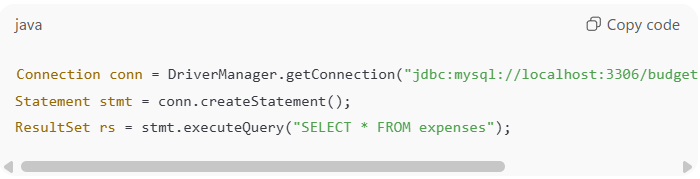 java
Copy code
Connection conn = DriverManager.getConnection("jdbc:mysql://localhost:3306/budget
Statement stmt = conn.createStatement();
ResultSet rs = stmt.executeQuery("SELECT * FROM expenses");